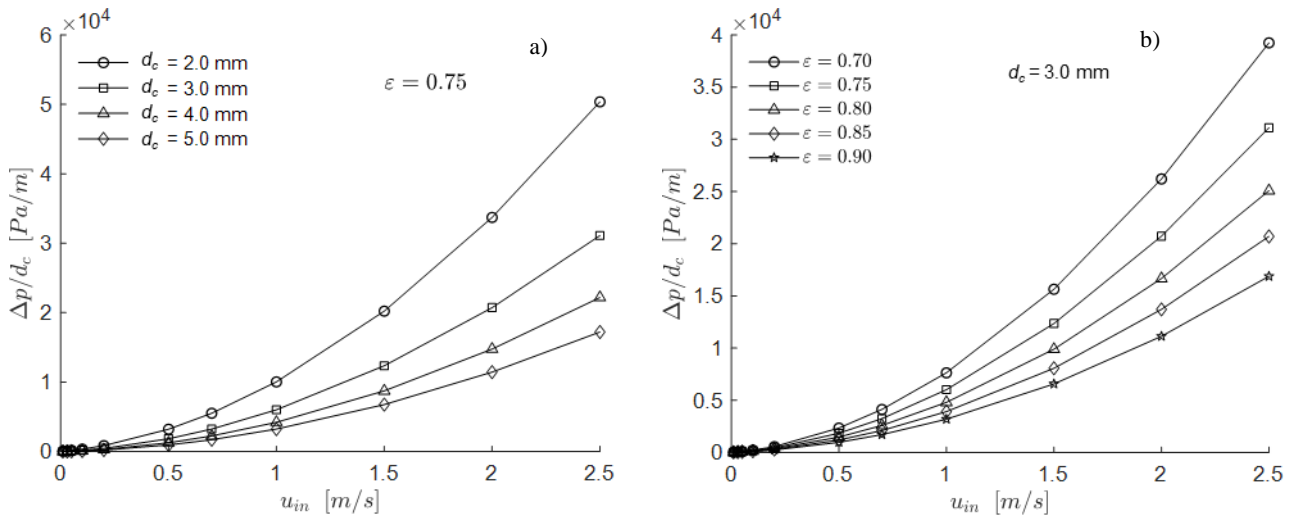 ×10⁴
a)
d_c = 2.0 mm
d_c = 3.0 mm
d_c = 4.0 mm
d_c = 5.0 mm
ε = 0.75
6
5
4
3
2
1
0
Δp/d_c [Pa/m]
0 0.5 1 1.5 2 2.5
u_in [m/s]
×10⁴
b)
ε = 0.70
ε = 0.75
ε = 0.80
ε = 0.85
ε = 0.90
d_c = 3.0 mm
4
3.5
3
2.5
2
1.5
1
0.5
0
Δp/d_c [Pa/m]
0 0.5 1 1.5 2 2.5
u_in [m/s]